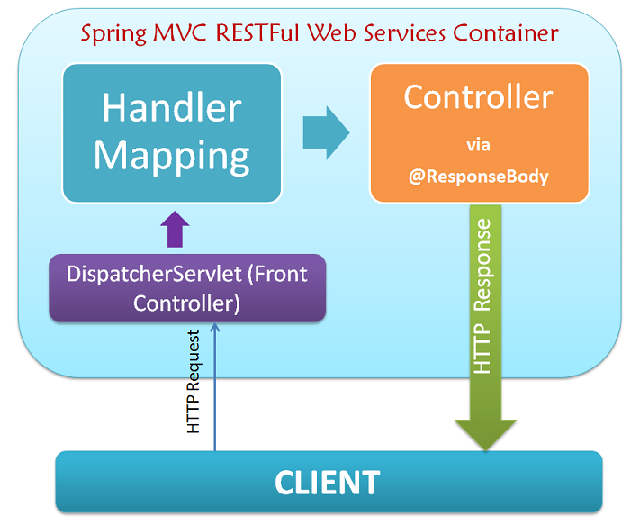 Spring MVC RESTFul Web Services Container
Handler
Mapping
Controller
via
@ResponseBody
DispatcherServlet (Front
Controller)
HTTP Request
HTTP Response
CLIENT